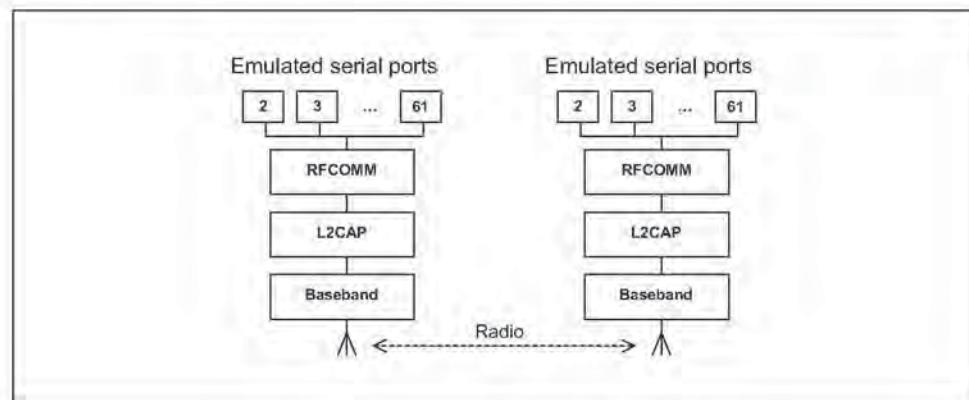 Emulated serial ports Emulated serial ports
2 3 ... 61 2 3 ... 61
RFCOMM RFCOMM
L2CAP L2CAP
Baseband Baseband
Radio